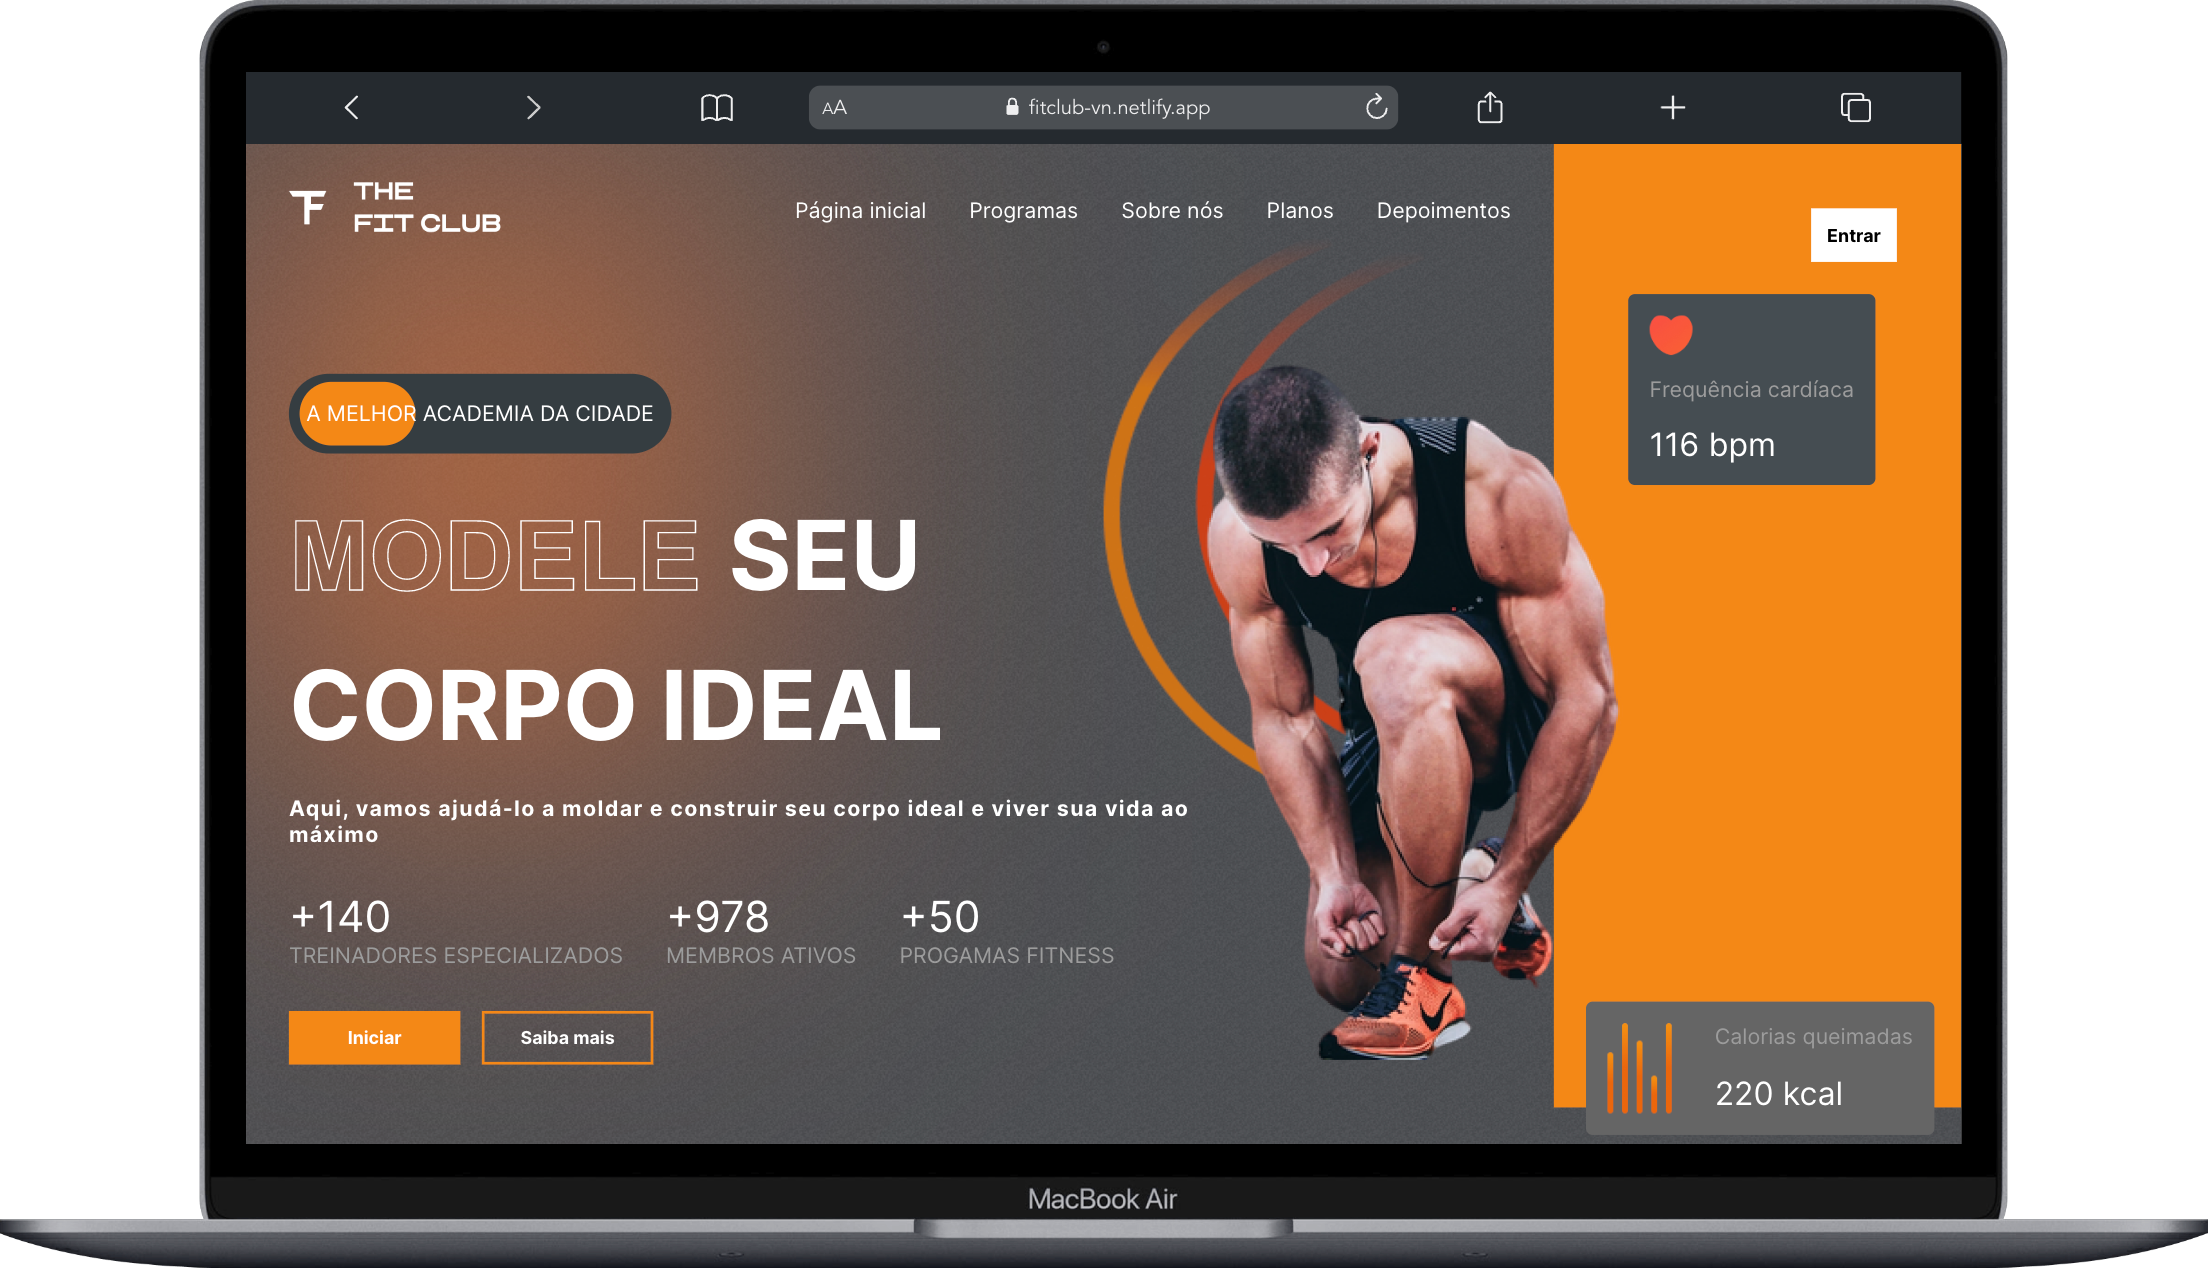 AA fitclub-vn.netlify.app
THE
FIT CLUB
Página inicial Programas Sobre nós Planos Depoimentos
Entrar
Frequência cardíaca
116 bpm
A MELHOR ACADEMIA DA CIDADE
MODELE SEU
CORPO IDEAL
Aqui, vamos ajudá-lo a moldar e construir seu corpo ideal e viver sua vida ao
máximo
+140
TREINADORES ESPECIALIZADOS
+978
MEMBROS ATIVOS
+50
PROGAMAS FITNESS
Iniciar
Saiba mais
Calorias queimadas
220 kcal
MacBook Air